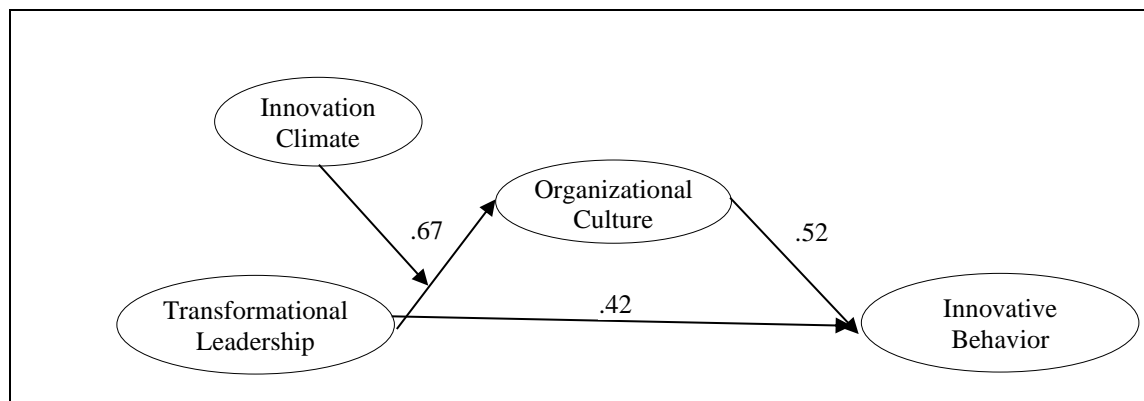 Innovation
Climate
Organizational
Culture
.67
.52
Transformational
Leadership
.42
Innovative
Behavior